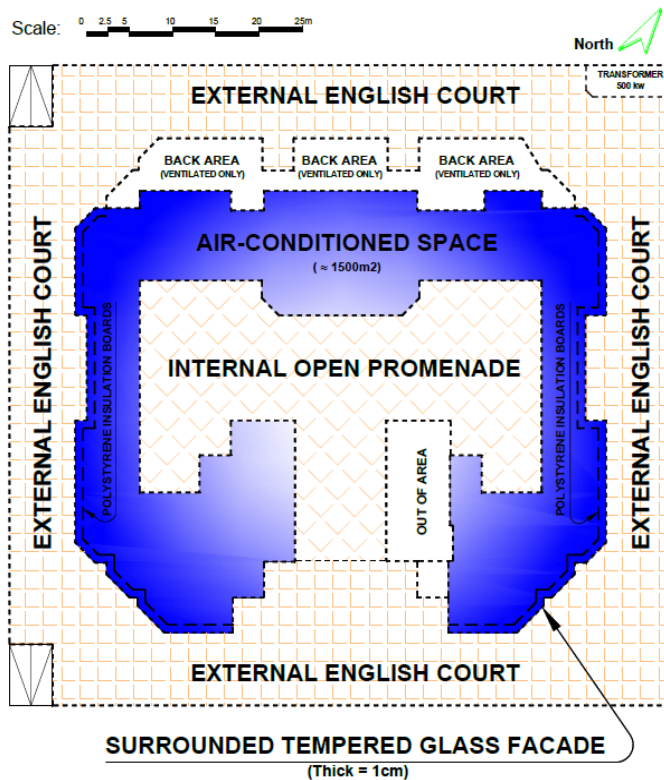 Scale:
0 2.5 5 10 15 20 25m
North
TRANSFORMER
500 kw
EXTERNAL ENGLISH COURT
BACK AREA
(VENTILATED ONLY)
BACK AREA
(VENTILATED ONLY)
BACK AREA
(VENTILATED ONLY)
AIR-CONDITIONED SPACE
( ≈ 1500m2)
EXTERNAL ENGLISH COURT
POLYSTYRENE INSULATION BOARDS
INTERNAL OPEN PROMENADE
POLYSTYRENE INSULATION BOARDS
EXTERNAL ENGLISH COURT
OUT OF AREA
EXTERNAL ENGLISH COURT
SURROUNDED TEMPERED GLASS FACADE
(Thick = 1cm)